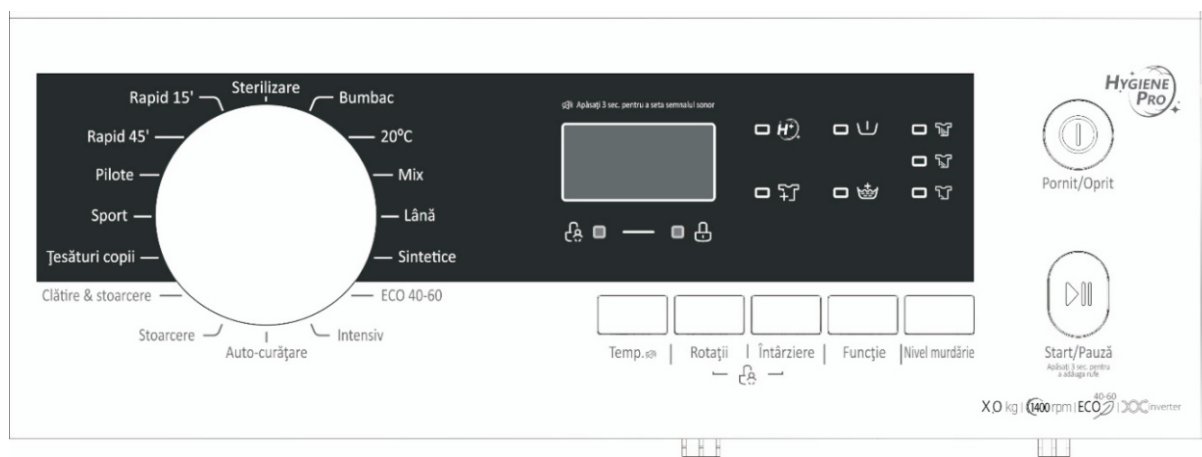 Sterilizare
Rapid 15'
Bumbac
Rapid 45'
20°C
Pilote
Mix
Sport
Lână
Țesături copii
Sintetice
Clătire & stoarcere
ECO 40-60
Stoarcere
Intensiv
Auto-curățare
Apăsați 3 sec. pentru a seta semnalul sonor
H+
Temp. | Rotații | Întârziere | Funcție | Nivel murdărie
HYGIENE
PRO
Pornit/Oprit
Start/Pauză
Apăsați 3 sec. pentru
a adăuga rufe
40-60
X.0 kg | 1400 rpm | ECO | inverter